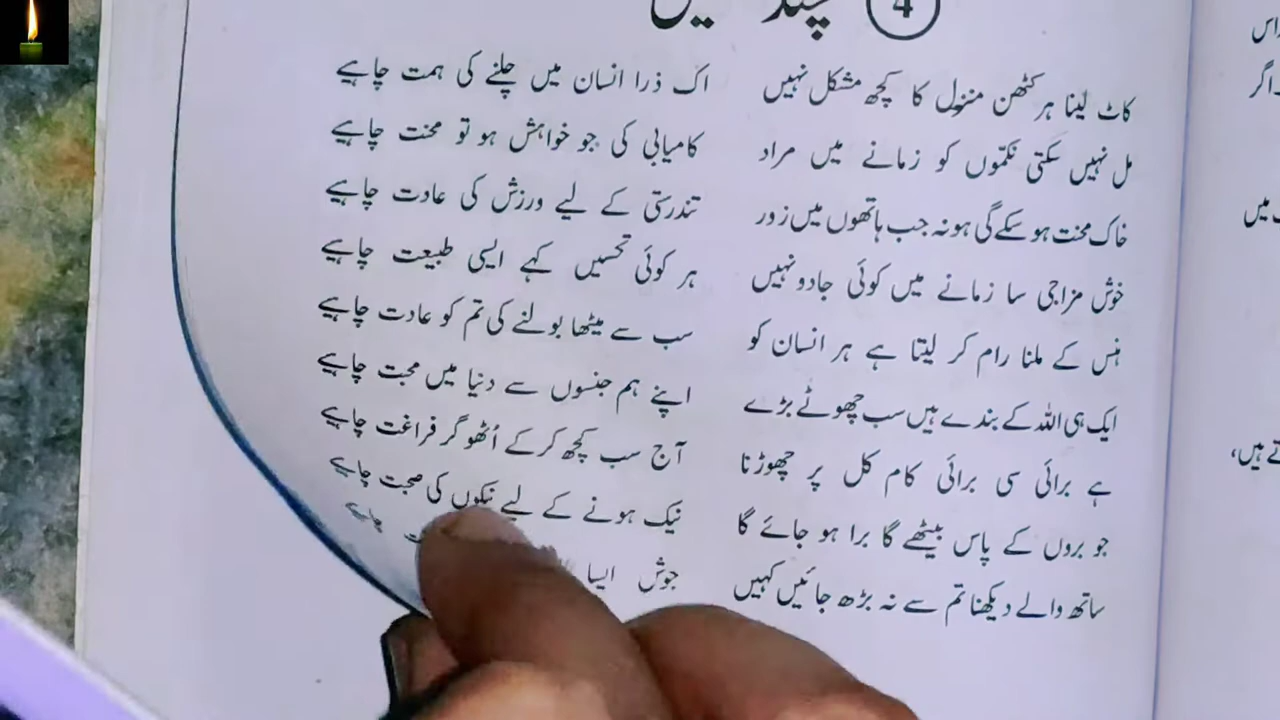 4
کاٹ لینا ہر کٹھن منزل کا کچھ مشکل نہیں اک ذرا انسان میں چلنے کی ہمت چاہیے
مل نہیں سکتی نکمّوں کو زمانے میں مراد کامیابی کی جو خواہش ہو تو محنت چاہیے
خاک محنت ہو سکے گی ہو نہ جب ہاتھوں میں زور تندرستی کے لیے ورزش کی عادت چاہیے
خوش مزاجی سا زمانے میں کوئی جادو نہیں ہر کوئی تحسیں کہے ایسی طبیعت چاہیے
ہنس کے ملنا رام کر لیتا ہے ہر انسان کو سب سے میٹھا بولنے کی تم کو عادت چاہیے
ایک ہی اللہ کے بندے ہیں سب چھوٹے بڑے اپنے ہم جنسوں سے دنیا میں محبت چاہیے
ہے برائی سی برائی کام کل پر چھوڑنا آج سب کچھ کر کے اُٹھو گر فراغت چاہیے
جو بروں کے پاس بیٹھے گا برا ہو جائے گا نیک ہونے کے لیے نیکوں کی صحبت چاہیے
ساتھ والے دیکھنا تم سے نہ بڑھ جائیں کہیں جوش ایسا چاہیے
اگر
میں
ہیں،